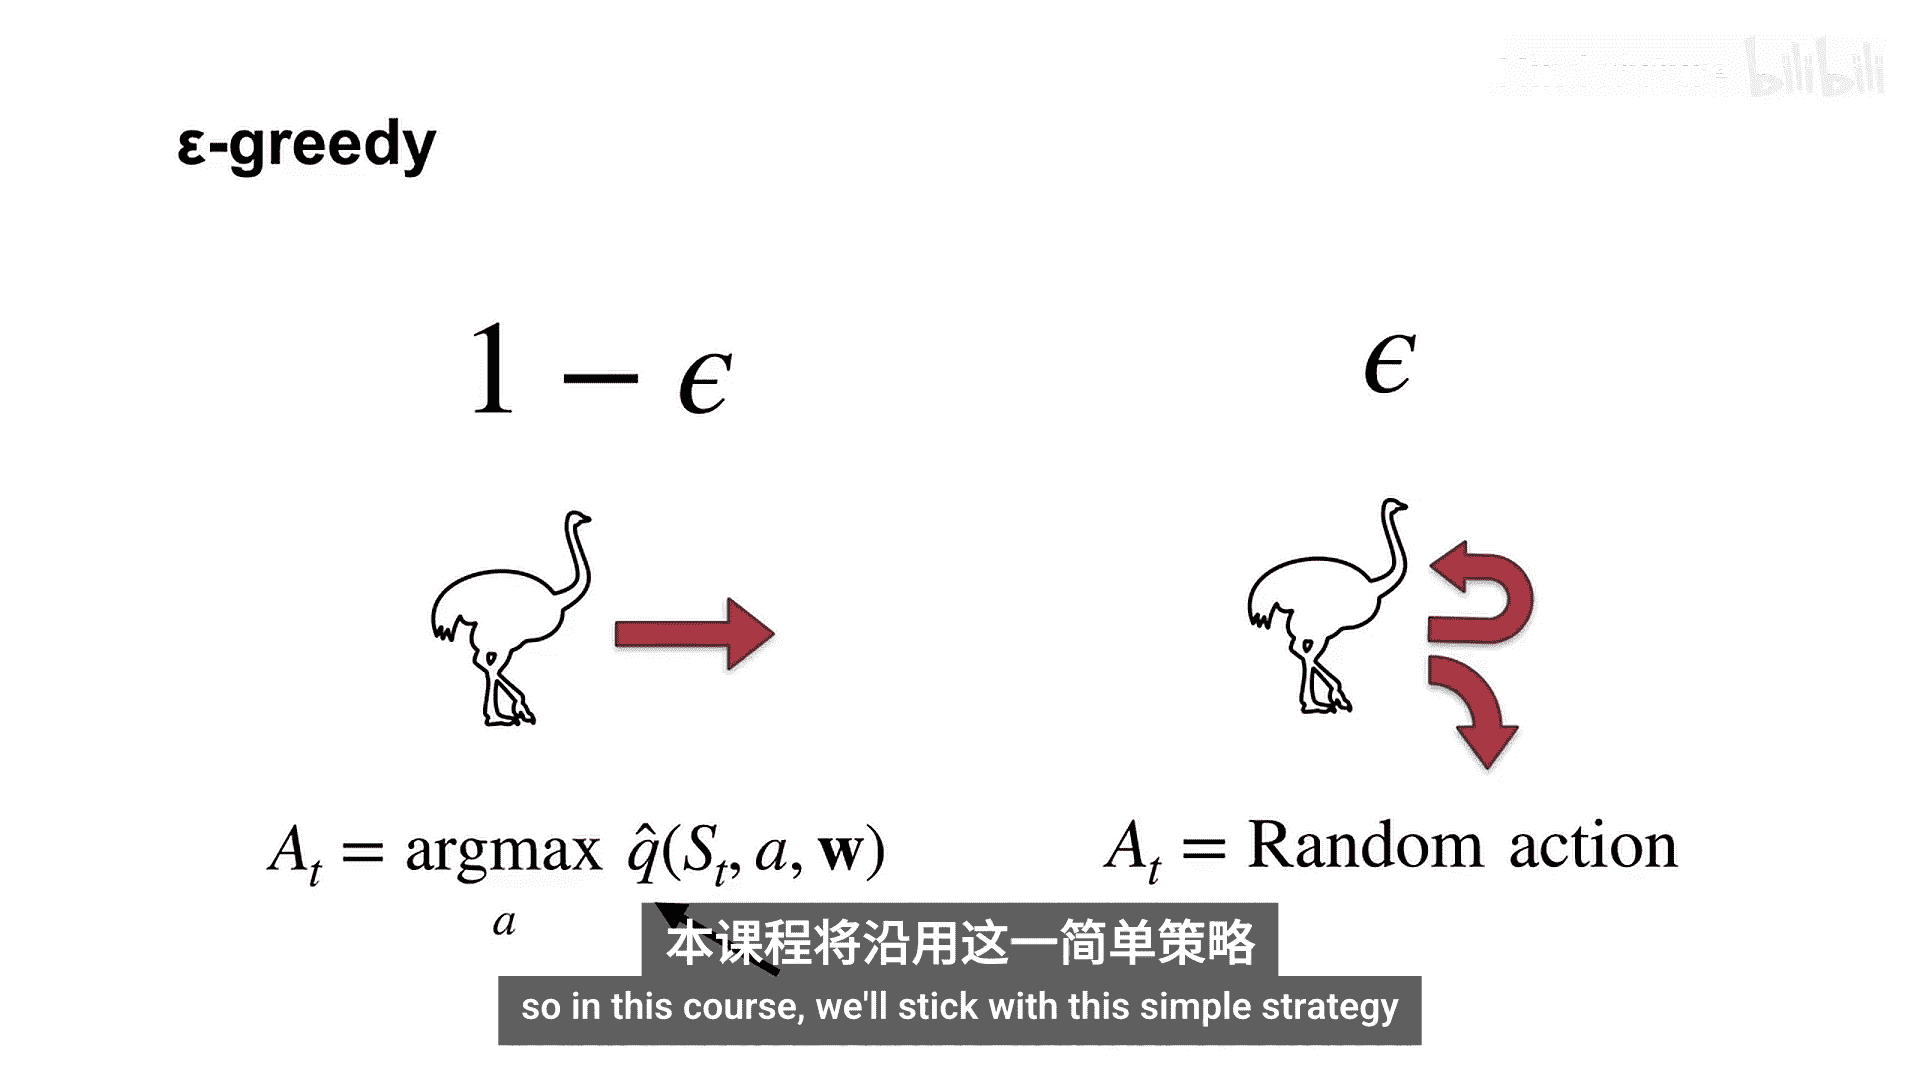 bilibili
ε-greedy
1 − ϵ
ϵ
A_t = argmax q̂(S_t, a, w)
a
A_t = Random action
本课程将沿用这一简单策略
so in this course, we'll stick with this simple strategy